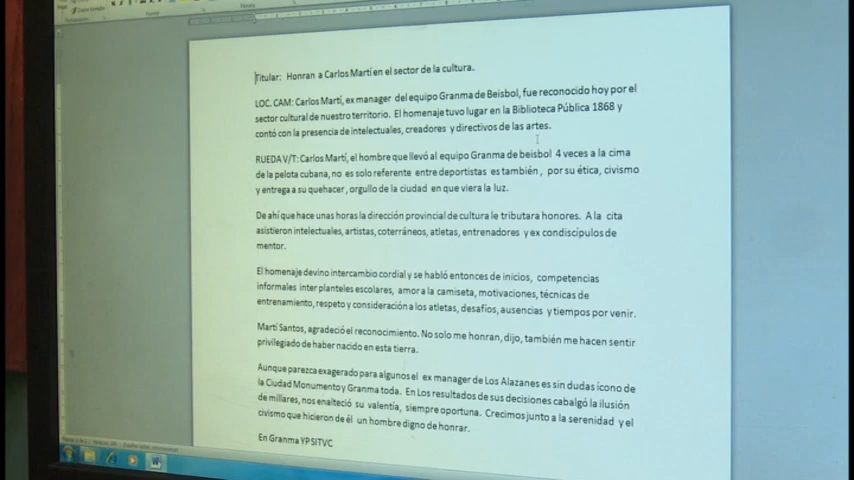 Titular: Honran a Carlos Martí en el sector de la cultura.
LOC. CAM: Carlos Martí, ex manager del equipo Granma de Beisbol, fue reconocido hoy por el
sector cultural de nuestro territorio. El homenaje tuvo lugar en la Biblioteca Pública 1868 y
contó con la presencia de intelectuales, creadores y directivos de las artes.
RUEDA V/T: Carlos Martí, el hombre que llevó al equipo Granma de beisbol 4 veces a la cima
de la pelota cubana, no es solo referente entre deportistas es también , por su ética, civismo
y entrega a su quehacer, orgullo de la ciudad en que viera la luz.
De ahí que hace unas horas la dirección provincial de cultura le tributara honores. A la cita
asistieron intelectuales, artistas, coterráneos, atletas, entrenadores y ex condiscípulos de
mentor.
El homenaje devino intercambio cordial y se habló entonces de inicios, competencias
informales inter planteles escolares, amor a la camiseta, motivaciones, técnicas de
entrenamiento, respeto y consideración a los atletas, desafíos, ausencias y tiempos por venir.
Martí Santos, agradeció el reconocimiento. No solo me honran, dijo, también me hacen sentir
privilegiado de haber nacido en esta tierra.
Aunque parezca exagerado para algunos el ex manager de Los Alazanes es sin dudas ícono de
la Ciudad Monumento y Granma toda. En Los resultados de sus decisiones cabalgó la ilusión
de millares, nos enalteció su valentía, siempre oportuna. Crecimos junto a la serenidad y el
civismo que hicieron de él un hombre digno de honrar.
En Granma YP SITVC